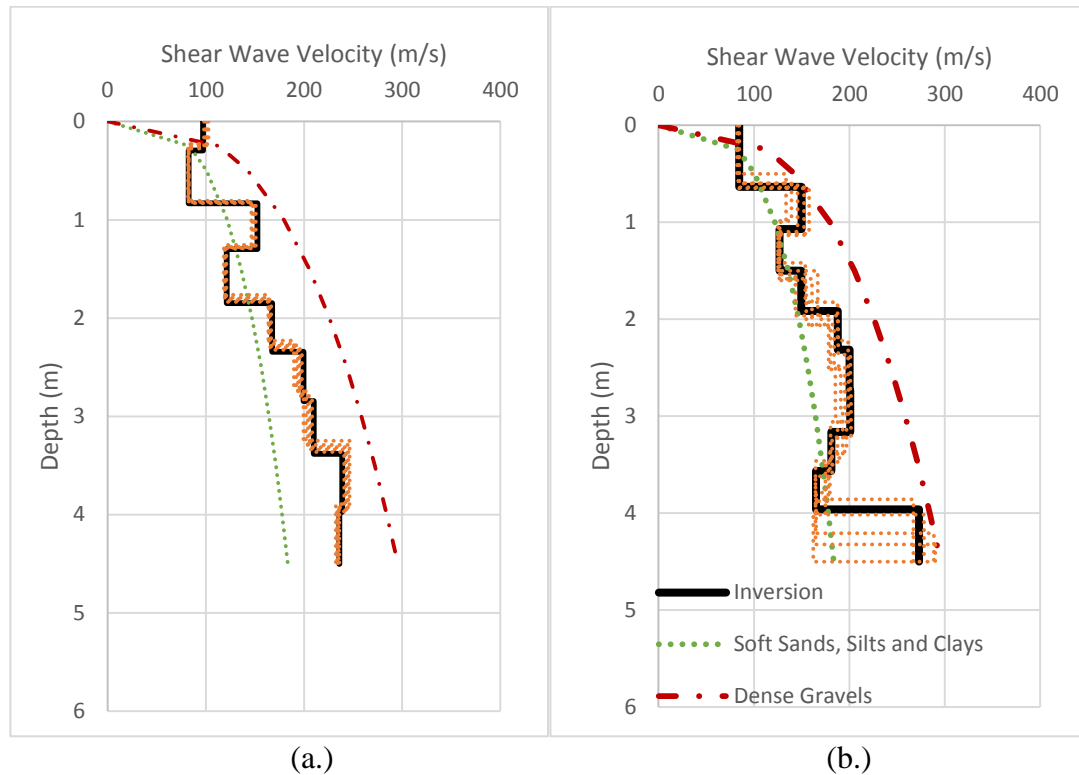 Shear Wave Velocity (m/s)
0 100 200 300 400
0
1
2
3
4
5
6
Depth (m)
(a.)
Shear Wave Velocity (m/s)
0 100 200 300 400
0
1
2
3
4
5
6
Depth (m)
Inversion
Soft Sands, Silts and Clays
Dense Gravels
(b.)